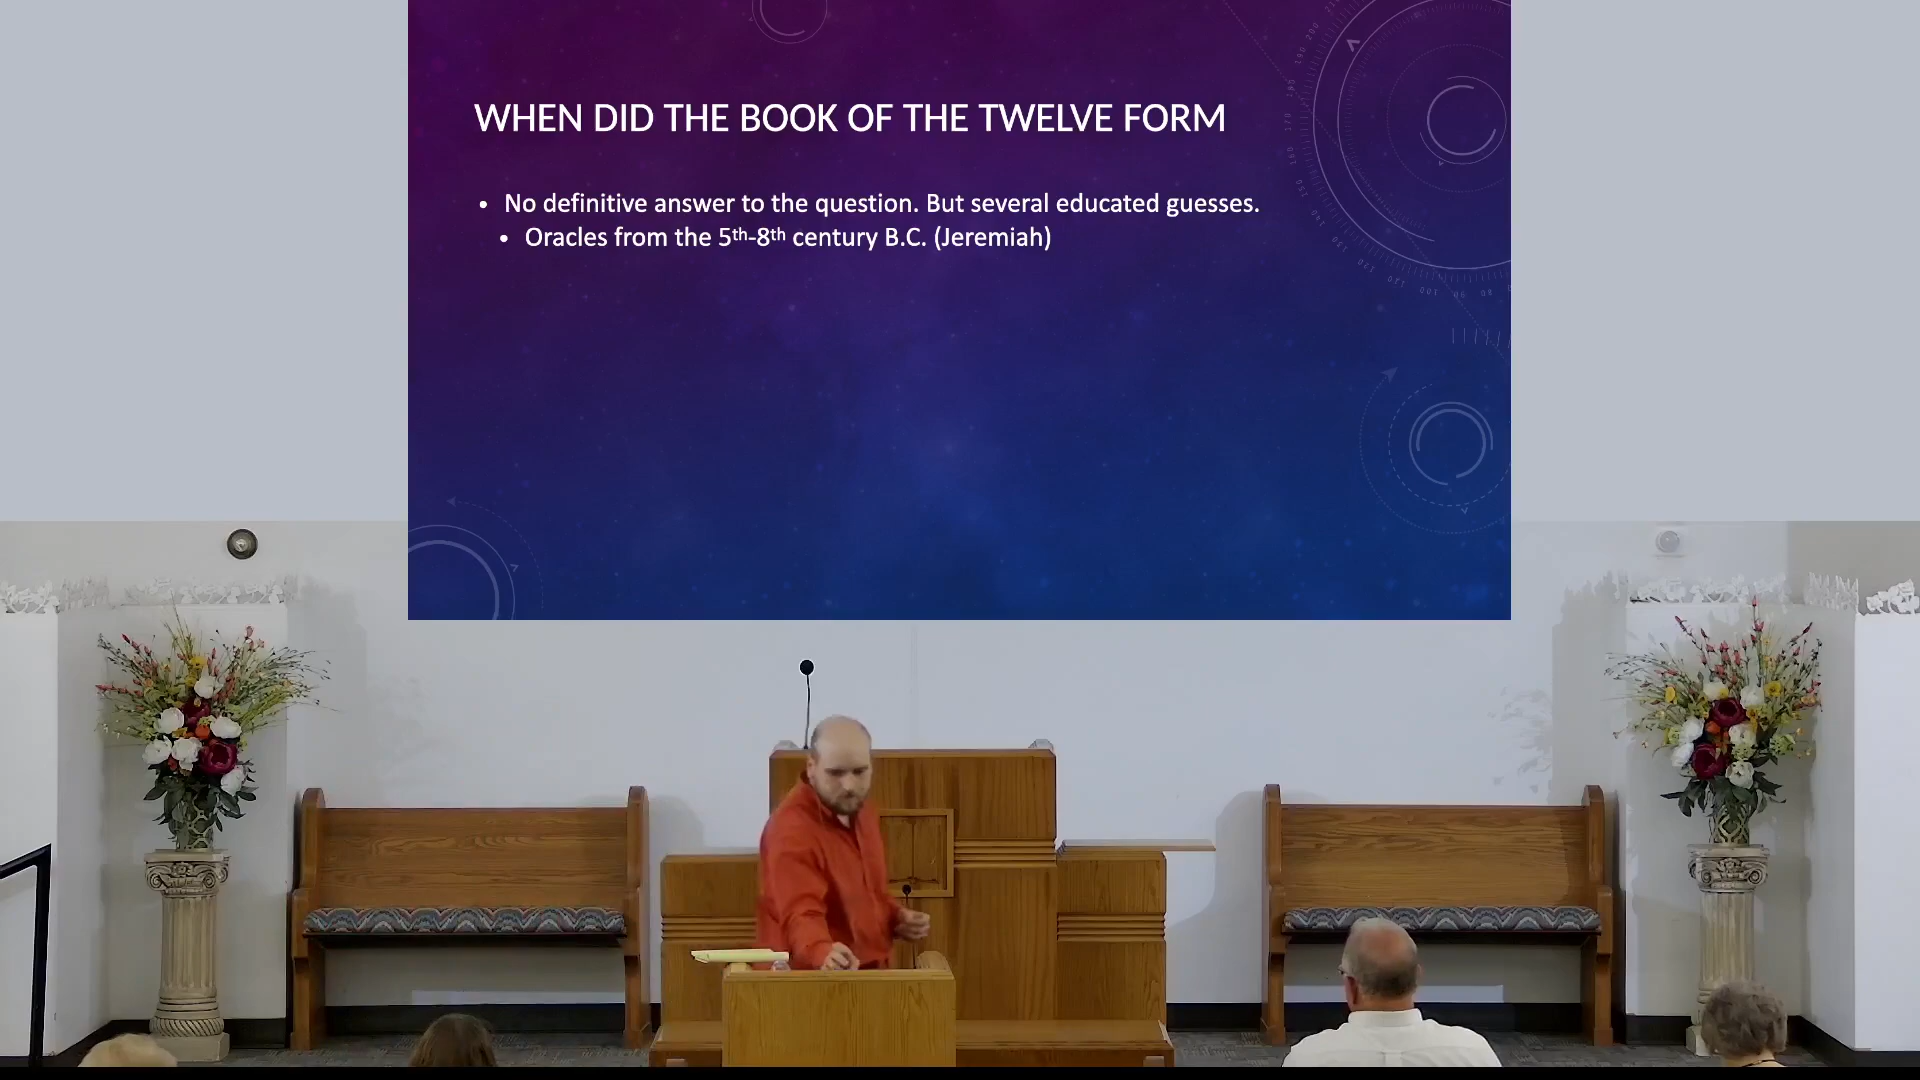 WHEN DID THE BOOK OF THE TWELVE FORM
• No definitive answer to the question. But several educated guesses.
• Oracles from the 5th-8th century B.C. (Jeremiah)